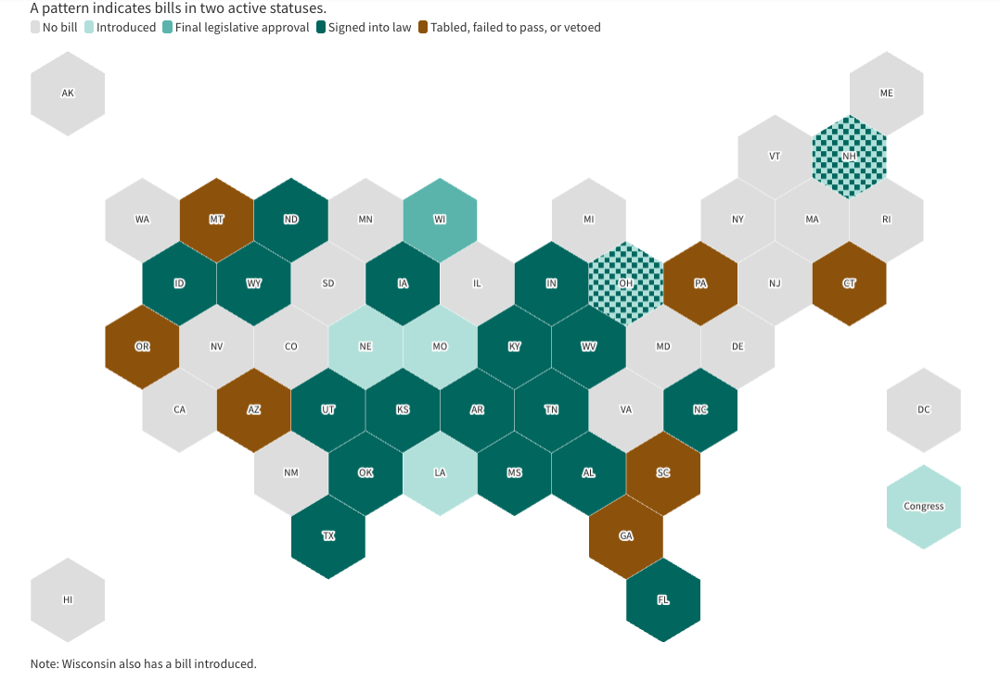 A pattern indicates bills in two active statuses.
No bill Introduced Final legislative approval Signed into law Tabled, failed to pass, or vetoed
AK ME
VT NH
WA MT ND MN WI MI NY MA RI
ID WY SD IA IL IN OH PA NJ CT
OR NV CO NE MO KY WV MD DE
CA AZ UT KS AR TN VA NC DC
NM OK LA MS AL SC
Congress
TX GA
HI FL
Note: Wisconsin also has a bill introduced.